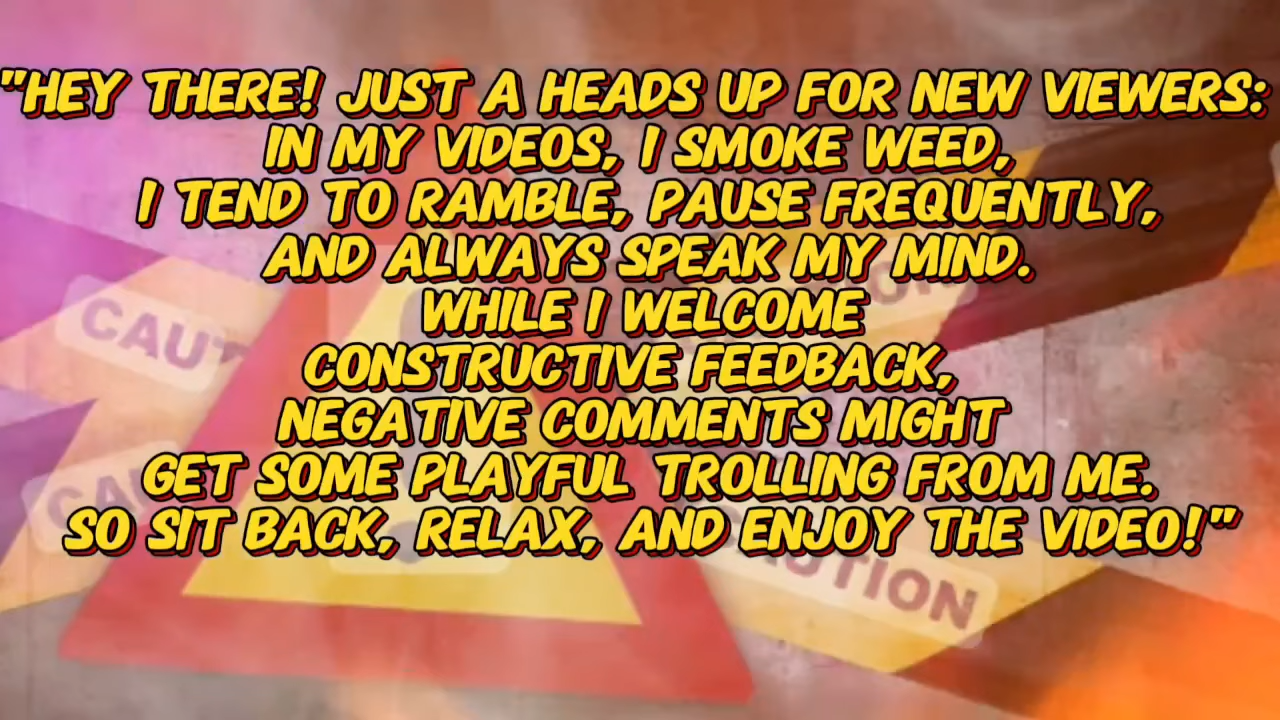 "HEY THERE! JUST A HEADS UP FOR NEW VIEWERS:
IN MY VIDEOS, I SMOKE WEED,
I TEND TO RAMBLE, PAUSE FREQUENTLY,
AND ALWAYS SPEAK MY MIND.
WHILE I WELCOME
CONSTRUCTIVE FEEDBACK,
NEGATIVE COMMENTS MIGHT
GET SOME PLAYFUL TROLLING FROM ME.
SO SIT BACK, RELAX, AND ENJOY THE VIDEO!"